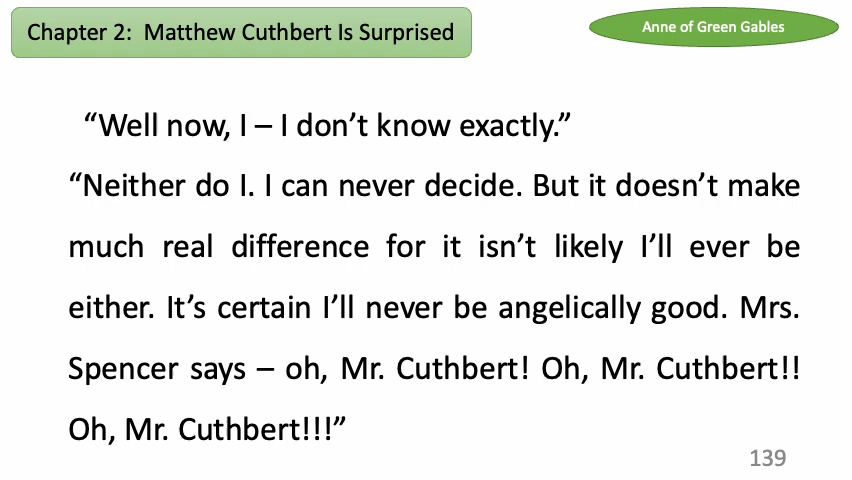 Chapter 2:  Matthew Cuthbert Is Surprised
Anne of Green Gables
“Well now, I – I don’t know exactly.”
“Neither do I. I can never decide. But it doesn’t make
much real difference for it isn’t likely I’ll ever be
either. It’s certain I’ll never be angelically good. Mrs.
Spencer says – oh, Mr. Cuthbert! Oh, Mr. Cuthbert!!
Oh, Mr. Cuthbert!!!”
139